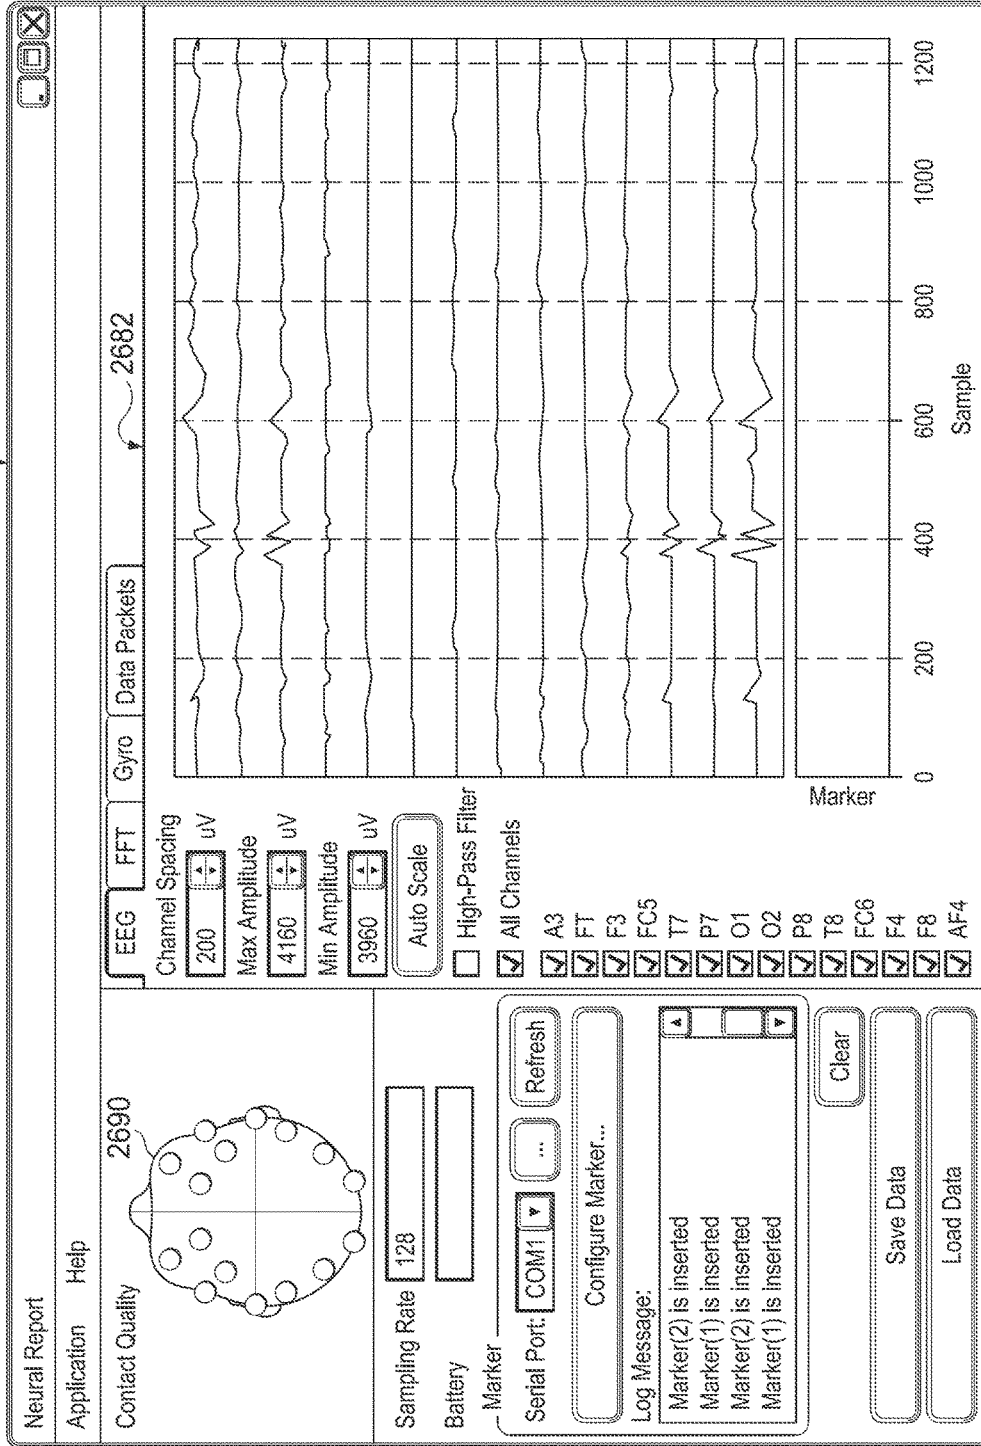 Neural Report
Application Help
Contact Quality
2690
Sampling Rate 128
Battery
Marker
Serial Port: COM1 ... Refresh
Configure Marker...
Log Message:
Marker(2) is inserted
Marker(1) is inserted
Marker(2) is inserted
Marker(1) is inserted
Clear
Save Data
Load Data
EEG FFT Gyro Data Packets
2682
Channel Spacing
200 uV
Max Amplitude
4160 uV
Min Amplitude
3960 uV
Auto Scale
High-Pass Filter
All Channels
A3
FT
F3
FC5
T7
P7
O1
O2
P8
T8
FC6
F4
F8
AF4
Marker
0 200 400 600 800 1000 1200
Sample